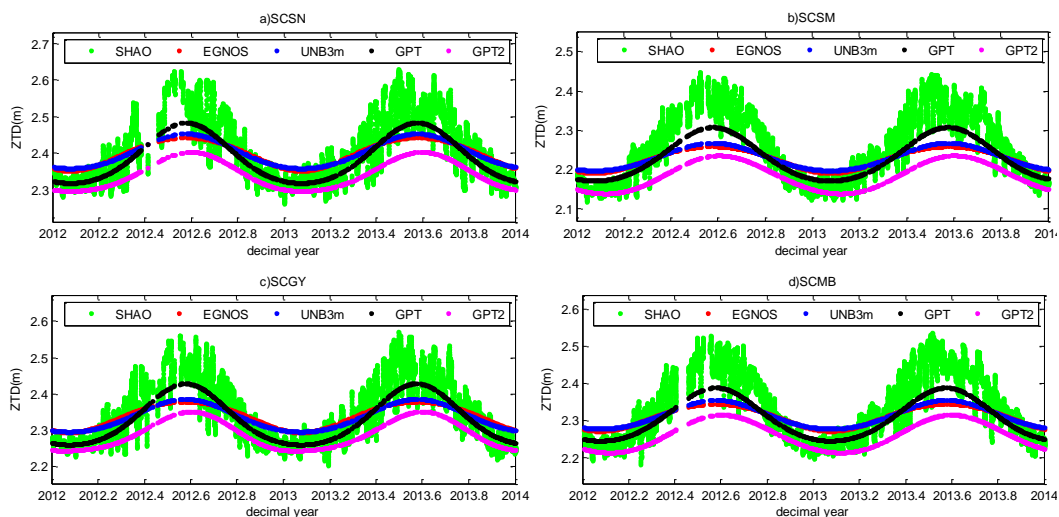 a)SCSN
2.7
2.6
2.5
2.4
2.3
ZTD(m)
SHAO EGNOS UNB3m GPT GPT2
2012 2012.2 2012.4 2012.6 2012.8 2013 2013.2 2013.4 2013.6 2013.8 2014
decimal year
b)SCSM
2.5
2.4
2.3
2.2
2.1
ZTD(m)
SHAO EGNOS UNB3m GPT GPT2
2012 2012.2 2012.4 2012.6 2012.8 2013 2013.2 2013.4 2013.6 2013.8 2014
decimal year
c)SCGY
2.6
2.5
2.4
2.3
2.2
ZTD(m)
SHAO EGNOS UNB3m GPT GPT2
2012 2012.2 2012.4 2012.6 2012.8 2013 2013.2 2013.4 2013.6 2013.8 2014
decimal year
d)SCMB
2.6
2.5
2.4
2.3
2.2
ZTD(m)
SHAO EGNOS UNB3m GPT GPT2
2012 2012.2 2012.4 2012.6 2012.8 2013 2013.2 2013.4 2013.6 2013.8 2014
decimal year